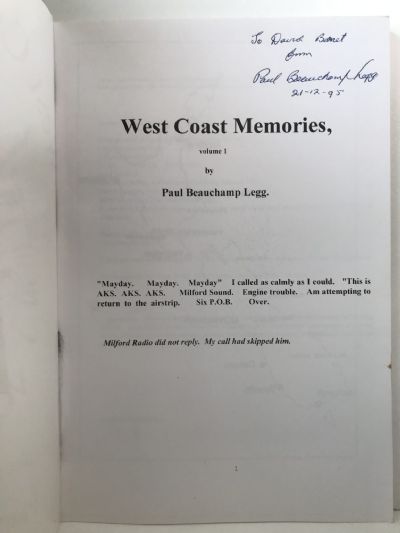 To David Barret
from
Paul Beauchamp Legg
21-12-95
West Coast Memories,
volume 1
by
Paul Beauchamp Legg.
"Mayday. Mayday. Mayday" I called as calmly as I could. "This is
AKS. AKS. AKS. Milford Sound. Engine trouble. Am attempting to
return to the airstrip. Six P.O.B. Over.
Milford Radio did not reply. My call had skipped him.